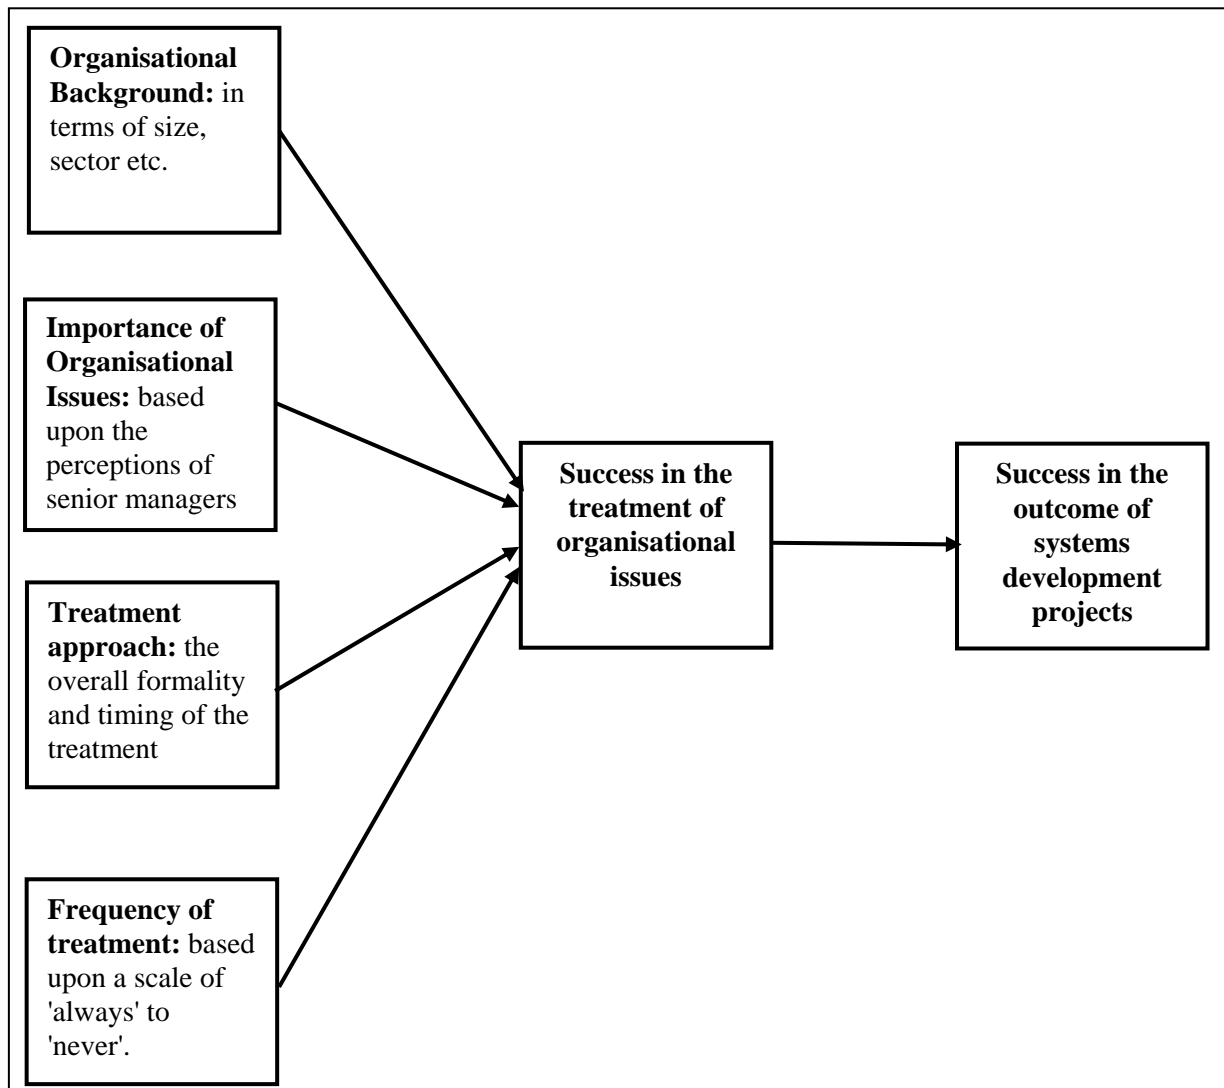 Organisational
Background: in
terms of size,
sector etc.
Importance of
Organisational
Issues: based
upon the
perceptions of
senior managers
Treatment
approach: the
overall formality
and timing of the
treatment
Frequency of
treatment: based
upon a scale of
'always' to
'never'.
Success in the
treatment of
organisational
issues
Success in the
outcome of
systems
development
projects